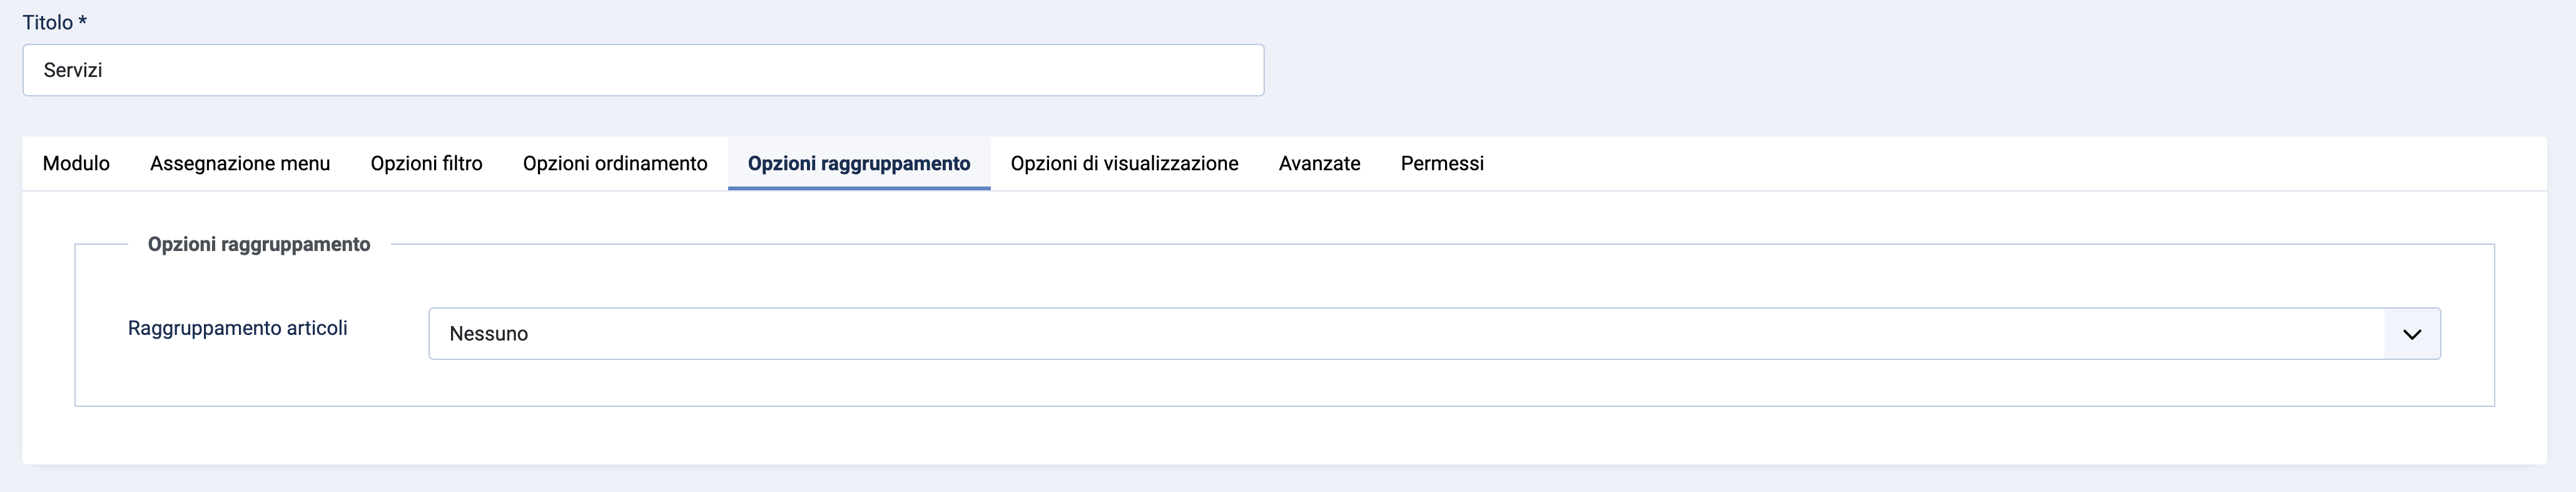 Titolo *
Servizi
Modulo Assegnazione menu Opzioni filtro Opzioni ordinamento Opzioni raggruppamento Opzioni di visualizzazione Avanzate Permessi
Opzioni raggruppamento
Raggruppamento articoli Nessuno